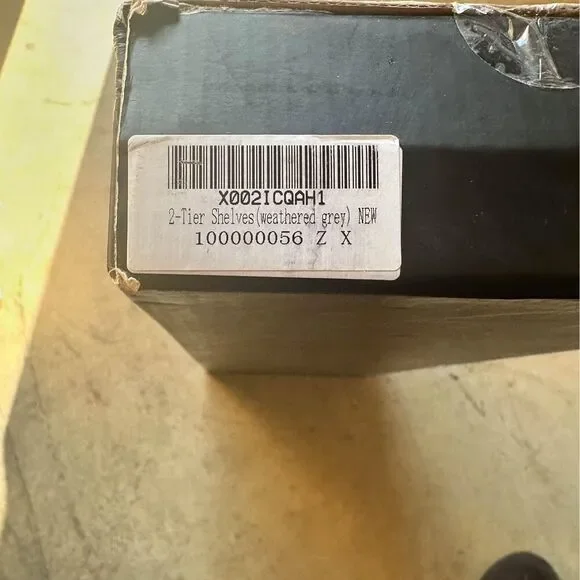 X002ICQAH1
2-Tier Shelves(weathered grey) NEW
100000056 Z X